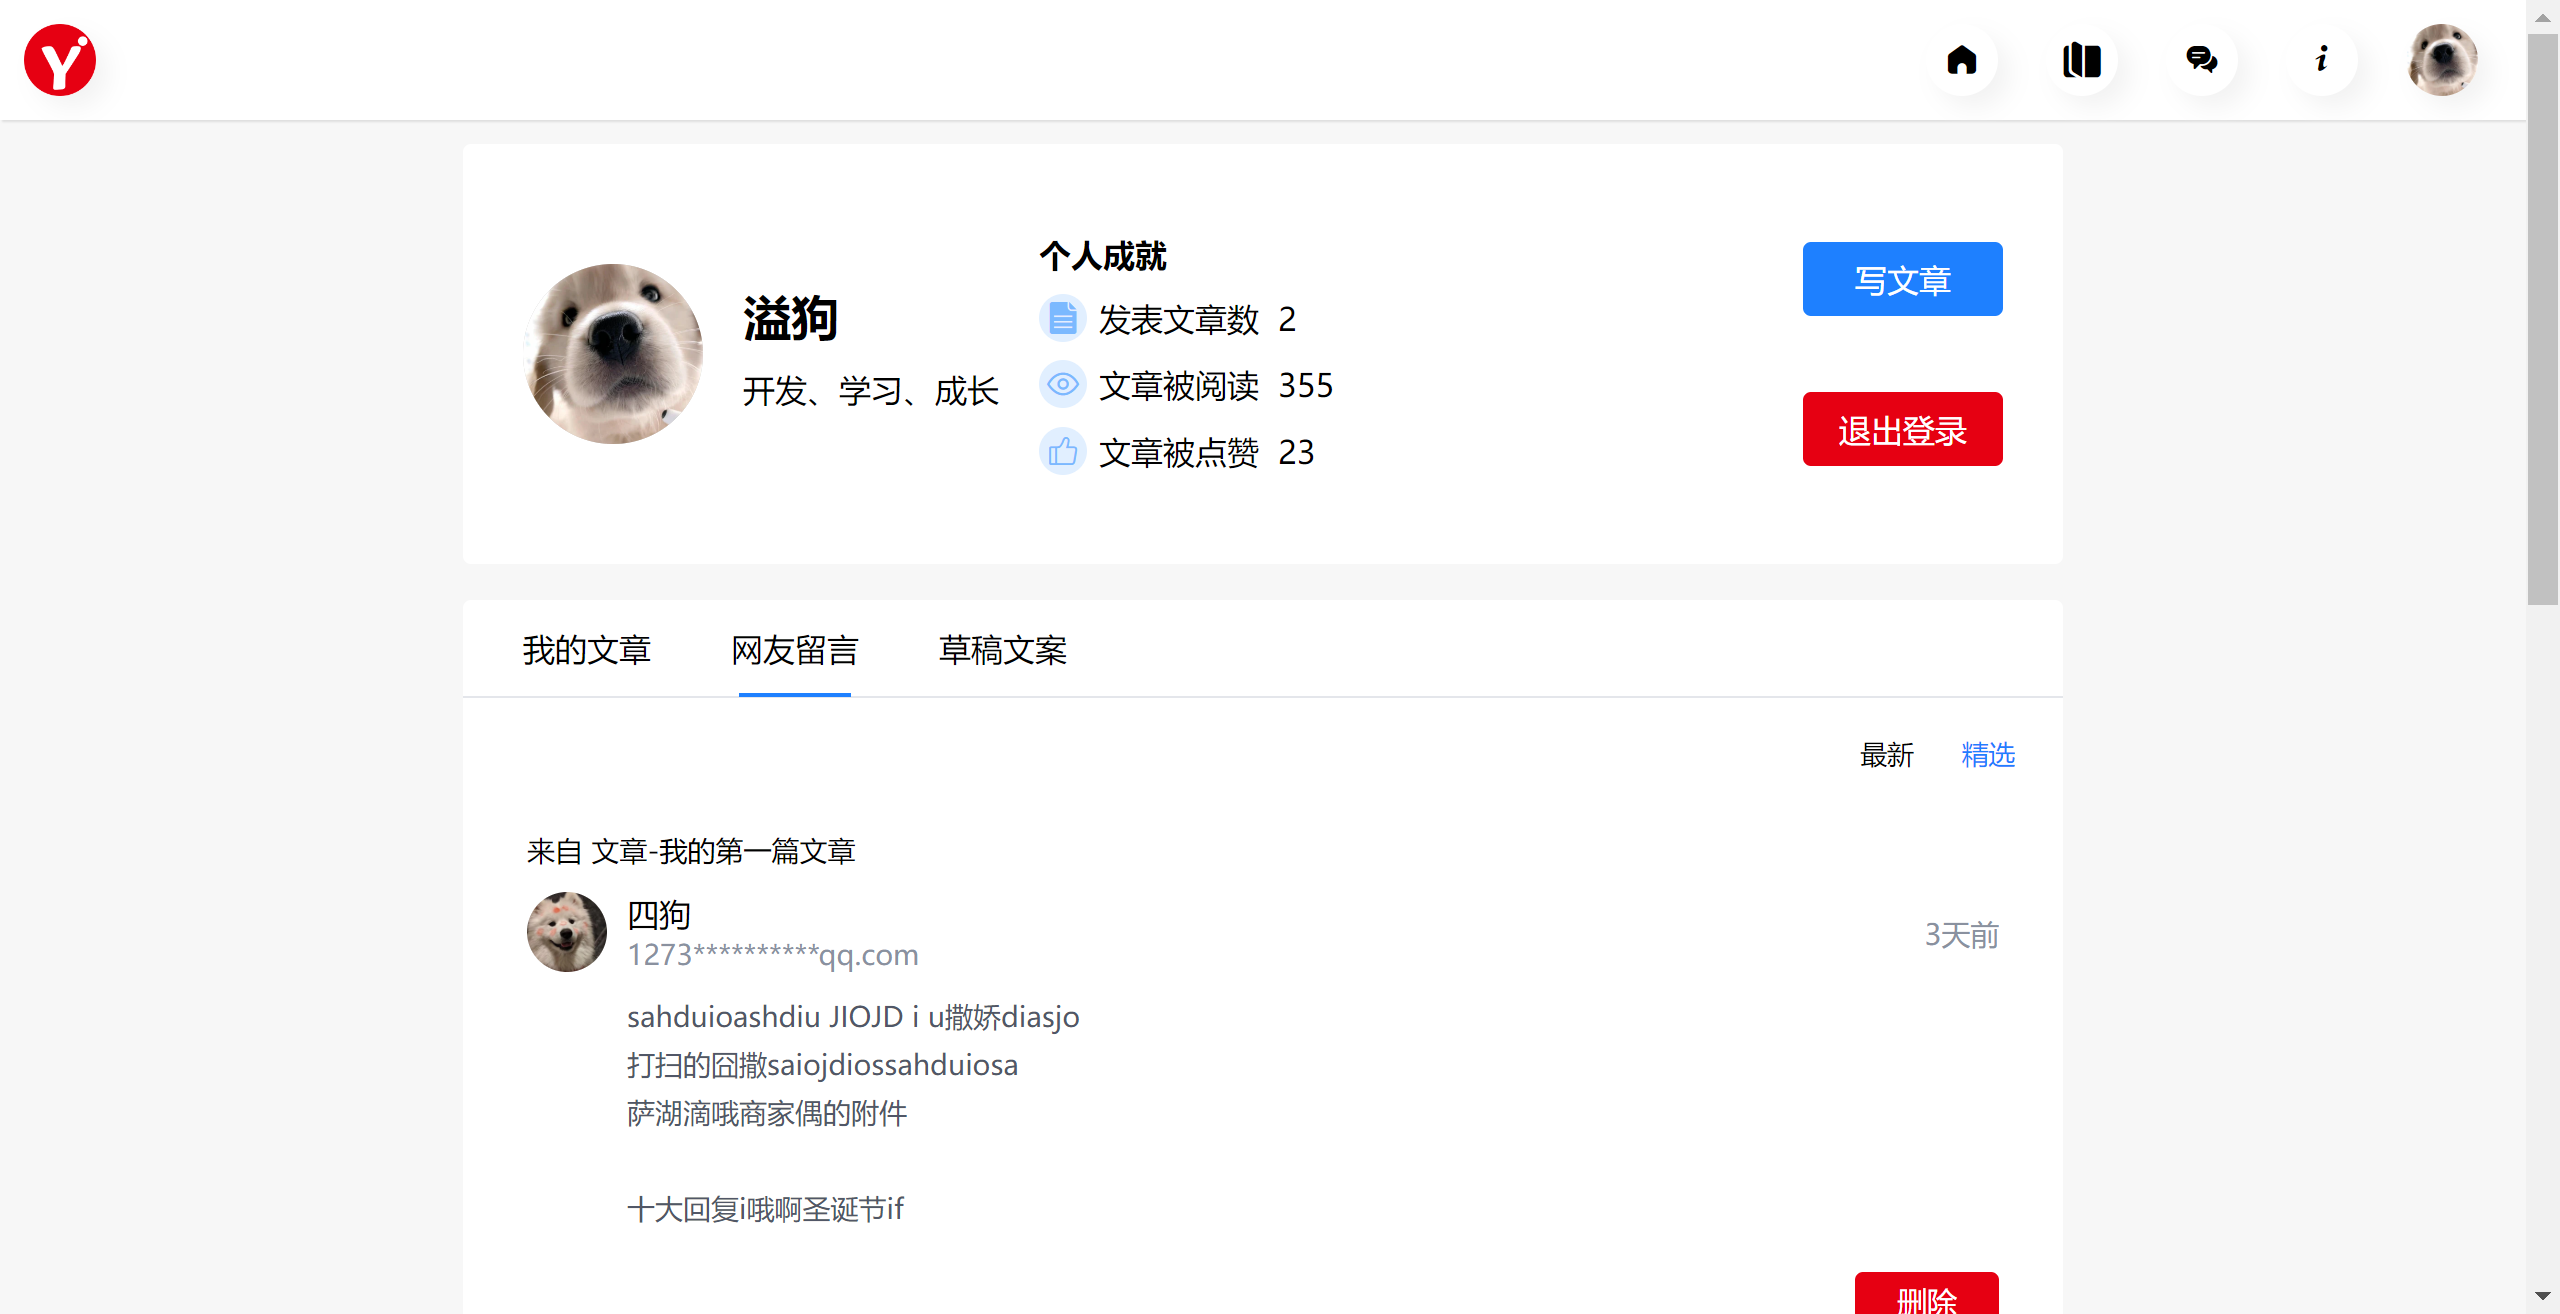 Y
个人成就
溢狗
开发、学习、成长
发表文章数 2
文章被阅读 355
文章被点赞 23
写文章
退出登录
我的文章 网友留言 草稿文案
最新 精选
来自 文章-我的第一篇文章
四狗
1273**********qq.com
3天前
sahduioashdiu JIOJD i u撒娇diasjo
打扫的囧撒saiojdiossahduiosa
萨湖滴哦商家偶的附件
十大回复i哦啊圣诞节if
删除